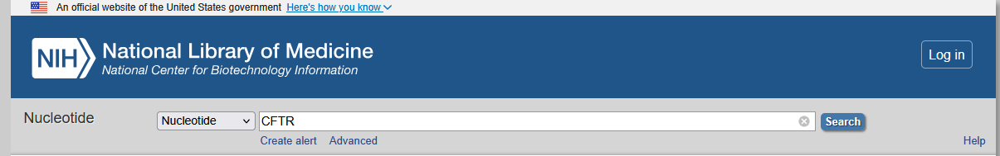 An official website of the United States government Here's how you know
NIH
National Library of Medicine
National Center for Biotechnology Information
Log in
Nucleotide
Nucleotide
CFTR
Search
Create alert
Advanced
Help